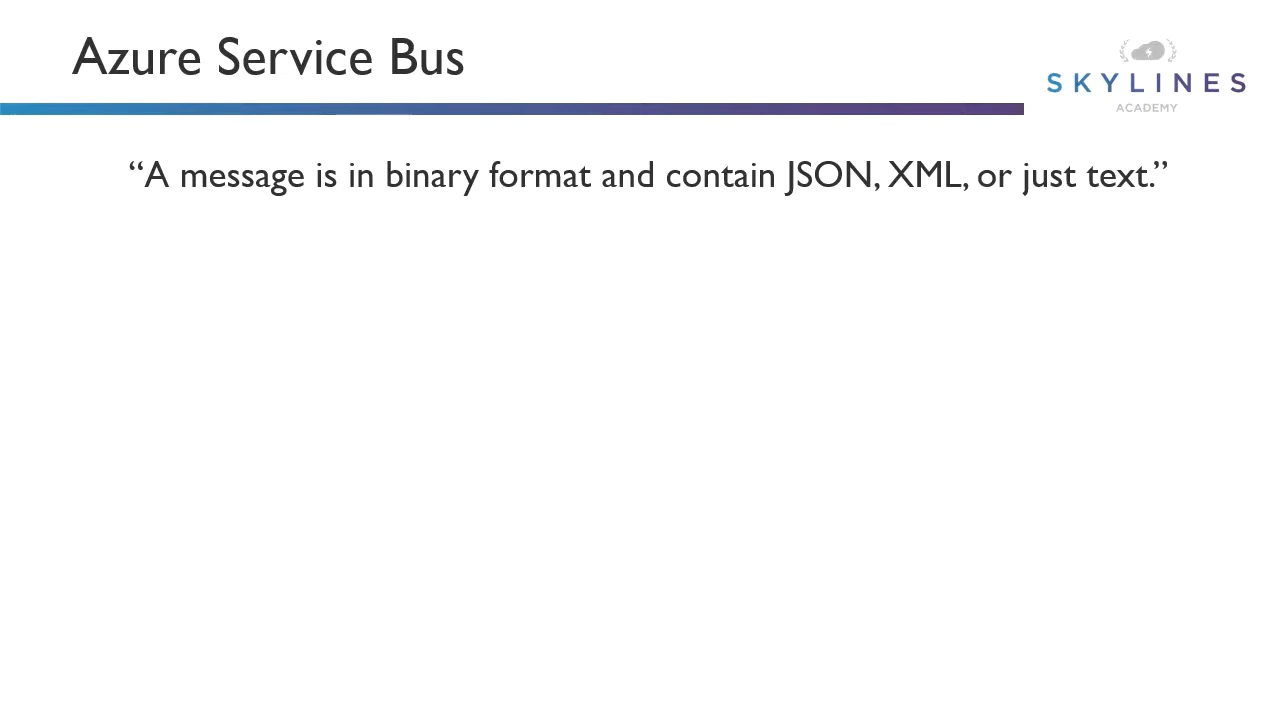 Azure Service Bus
SKYLINES
ACADEMY
“A message is in binary format and contain JSON, XML, or just text.”